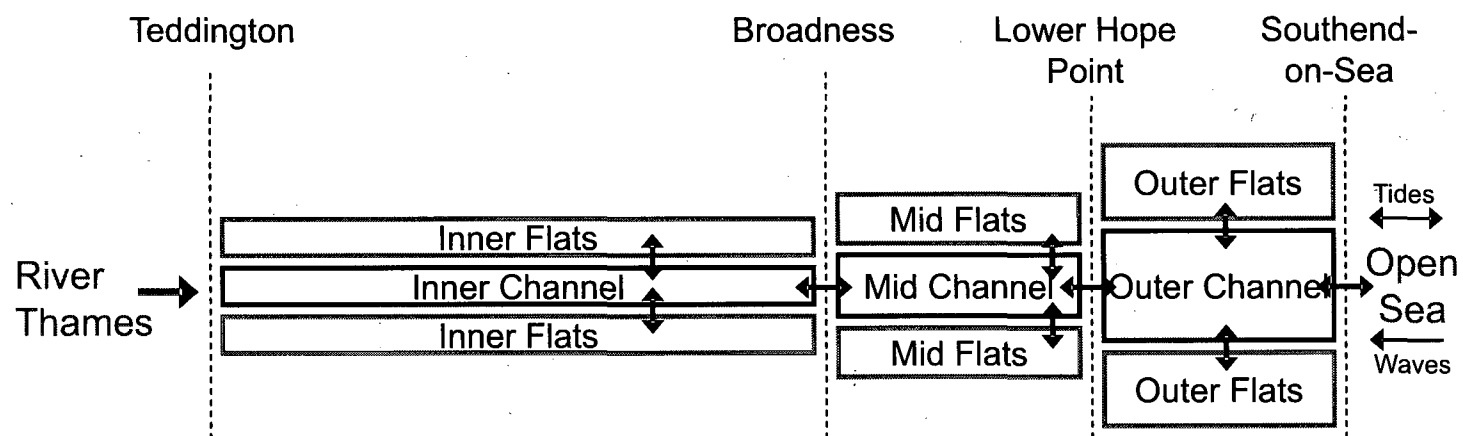 Teddington
Broadness
Lower Hope
Point
Southend-
on-Sea
Outer Flats
Tides
Mid Flats
Inner Flats
River
Thames
Inner Channel
Mid Channel
Outer Channel
Open
Sea
Inner Flats
Mid Flats
Waves
Outer Flats